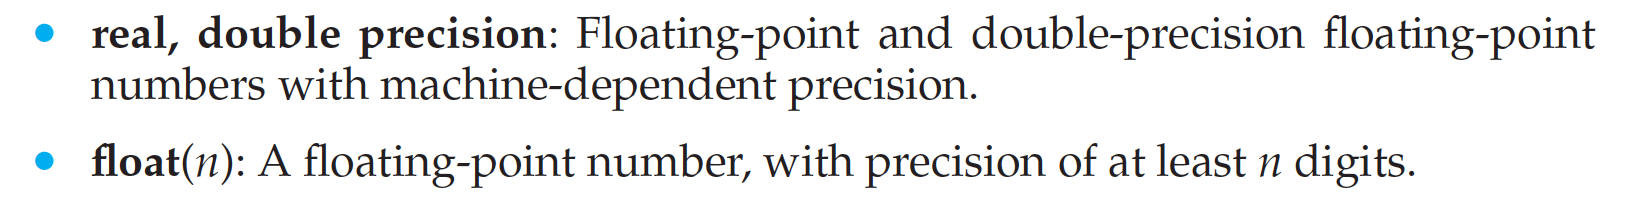 • real, double precision: Floating-point and double-precision floating-point
numbers with machine-dependent precision.
• float(n): A floating-point number, with precision of at least n digits.